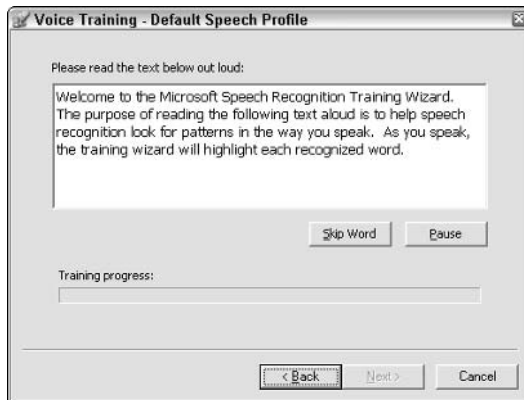 Voice Training - Default Speech Profile
Please read the text below out loud:
Welcome to the Microsoft Speech Recognition Training Wizard.
The purpose of reading the following text aloud is to help speech
recognition look for patterns in the way you speak.  As you speak,
the training wizard will highlight each recognized word.
Skip Word
Pause
Training progress:
< Back
Next >
Cancel